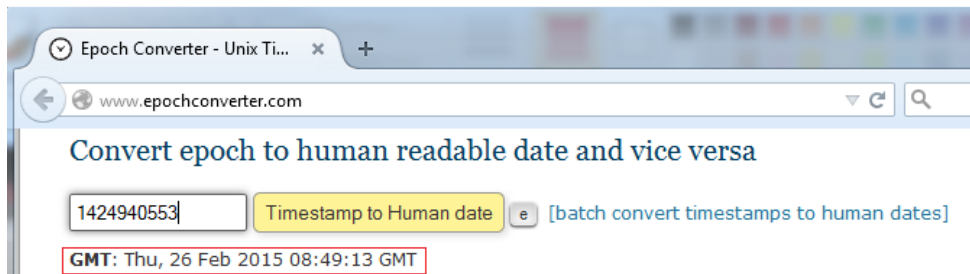 Epoch Converter - Unix Ti...
www.epochconverter.com
Convert epoch to human readable date and vice versa
1424940553 Timestamp to Human date e [batch convert timestamps to human dates]
GMT: Thu, 26 Feb 2015 08:49:13 GMT